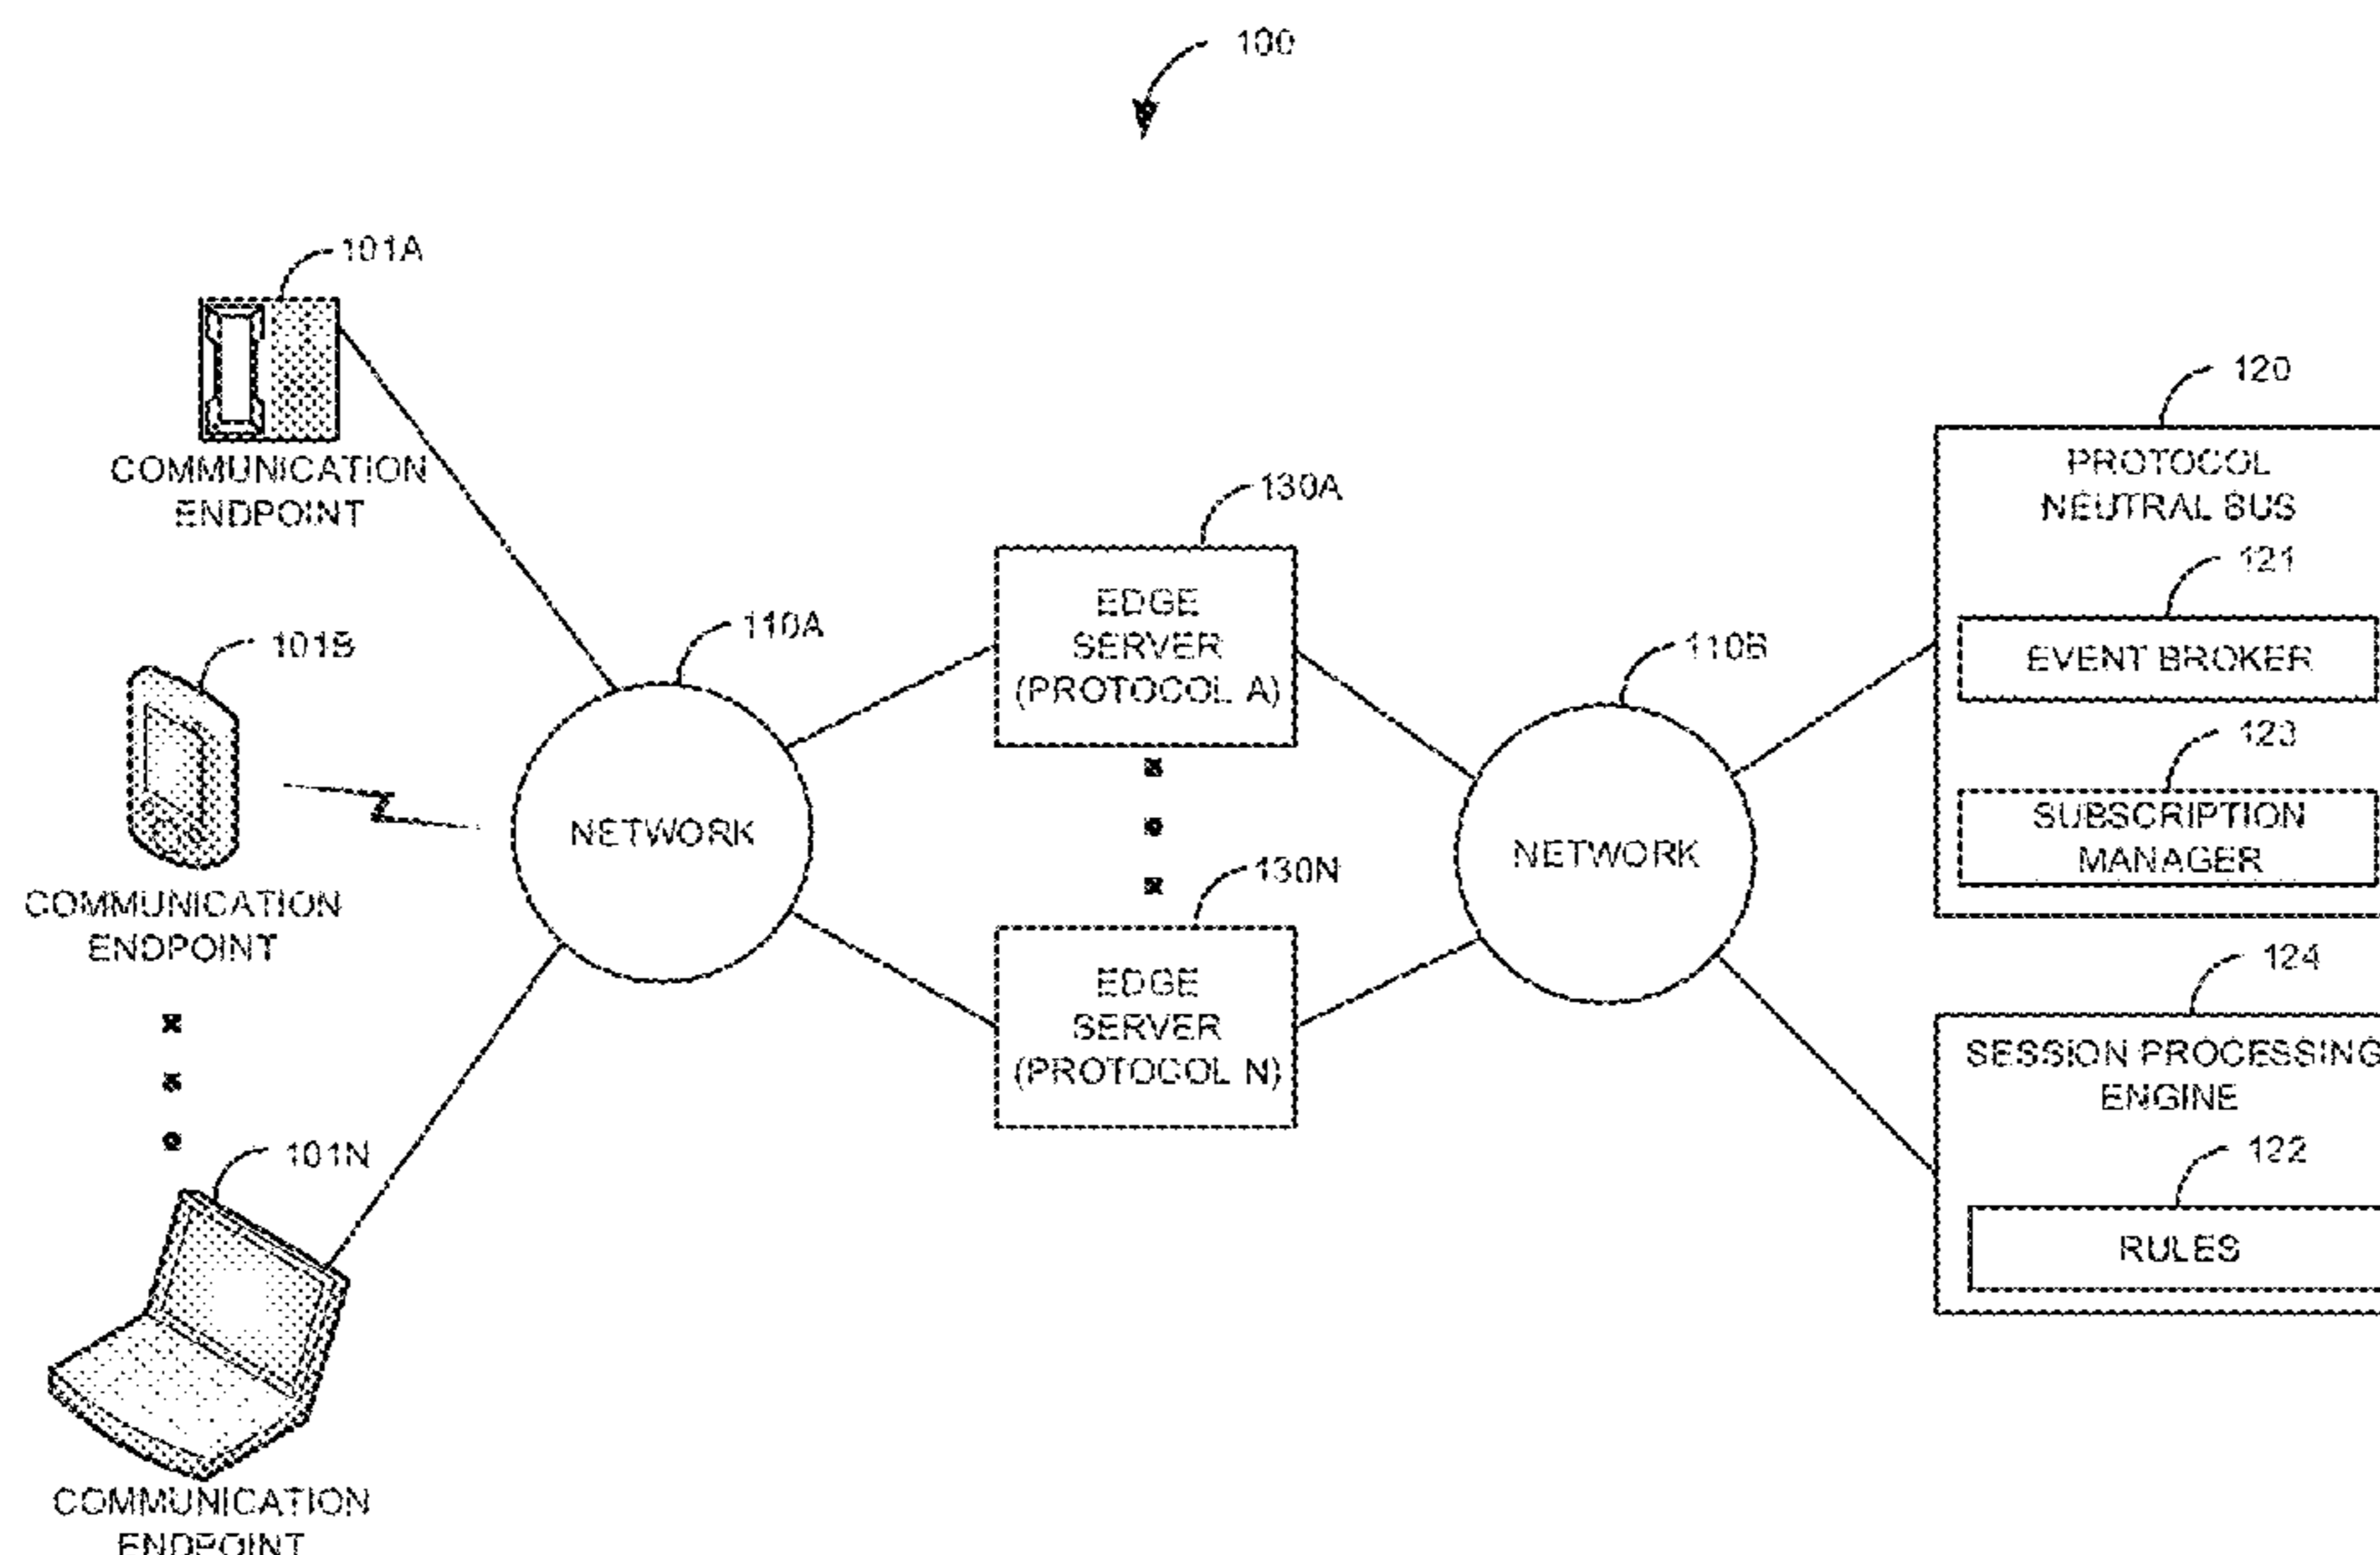 100
101A
COMMUNICATION
ENDPOINT
101B
COMMUNICATION
ENDPOINT
101N
COMMUNICATION
ENDPOINT
110A
NETWORK
130A
EDGE
SERVER
(PROTOCOL A)
130N
EDGE
SERVER
(PROTOCOL N)
110B
NETWORK
120
PROTOCOL
NEUTRAL BUS
121
EVENT BROKER
123
SUBSCRIPTION
MANAGER
124
SESSION PROCESSING
ENGINE
122
RULES